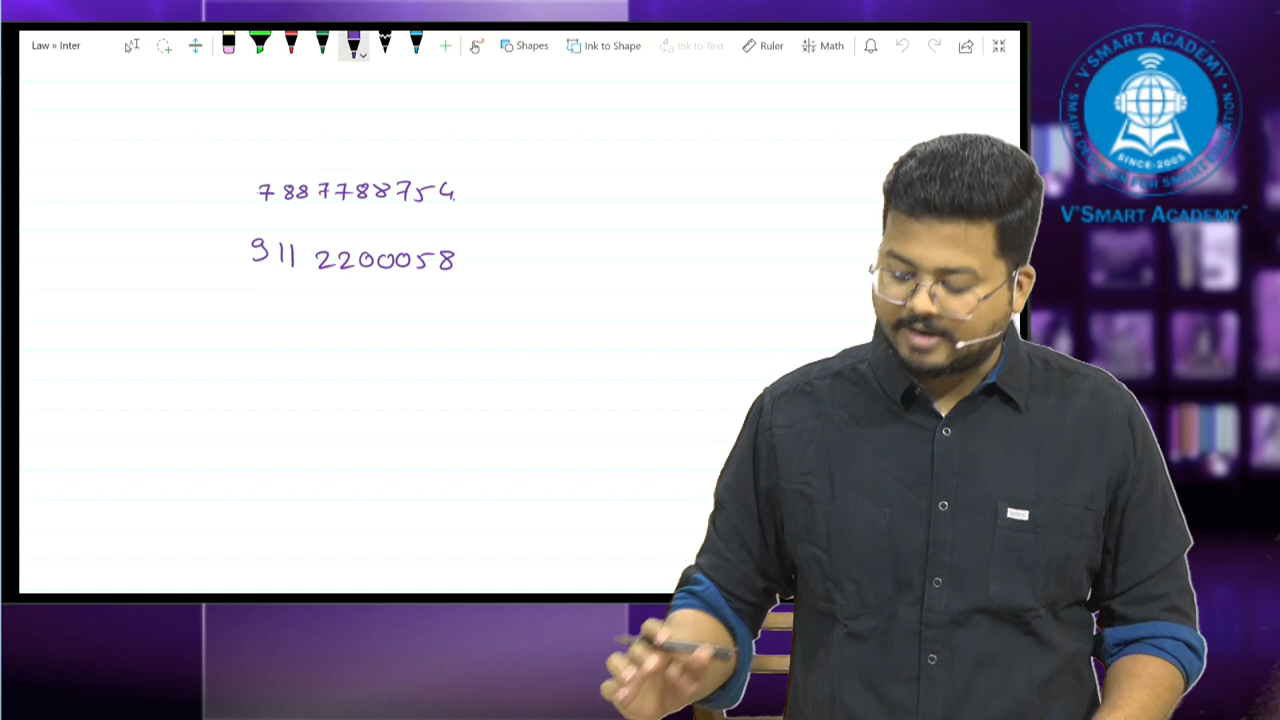 Law » Inter
Shapes
Ink to Shape
Ink to Text
Ruler
Math
7887788754.
911 2200058
V'SMART ACADEMY
SINCE-2005
V'SMART ACADEMY